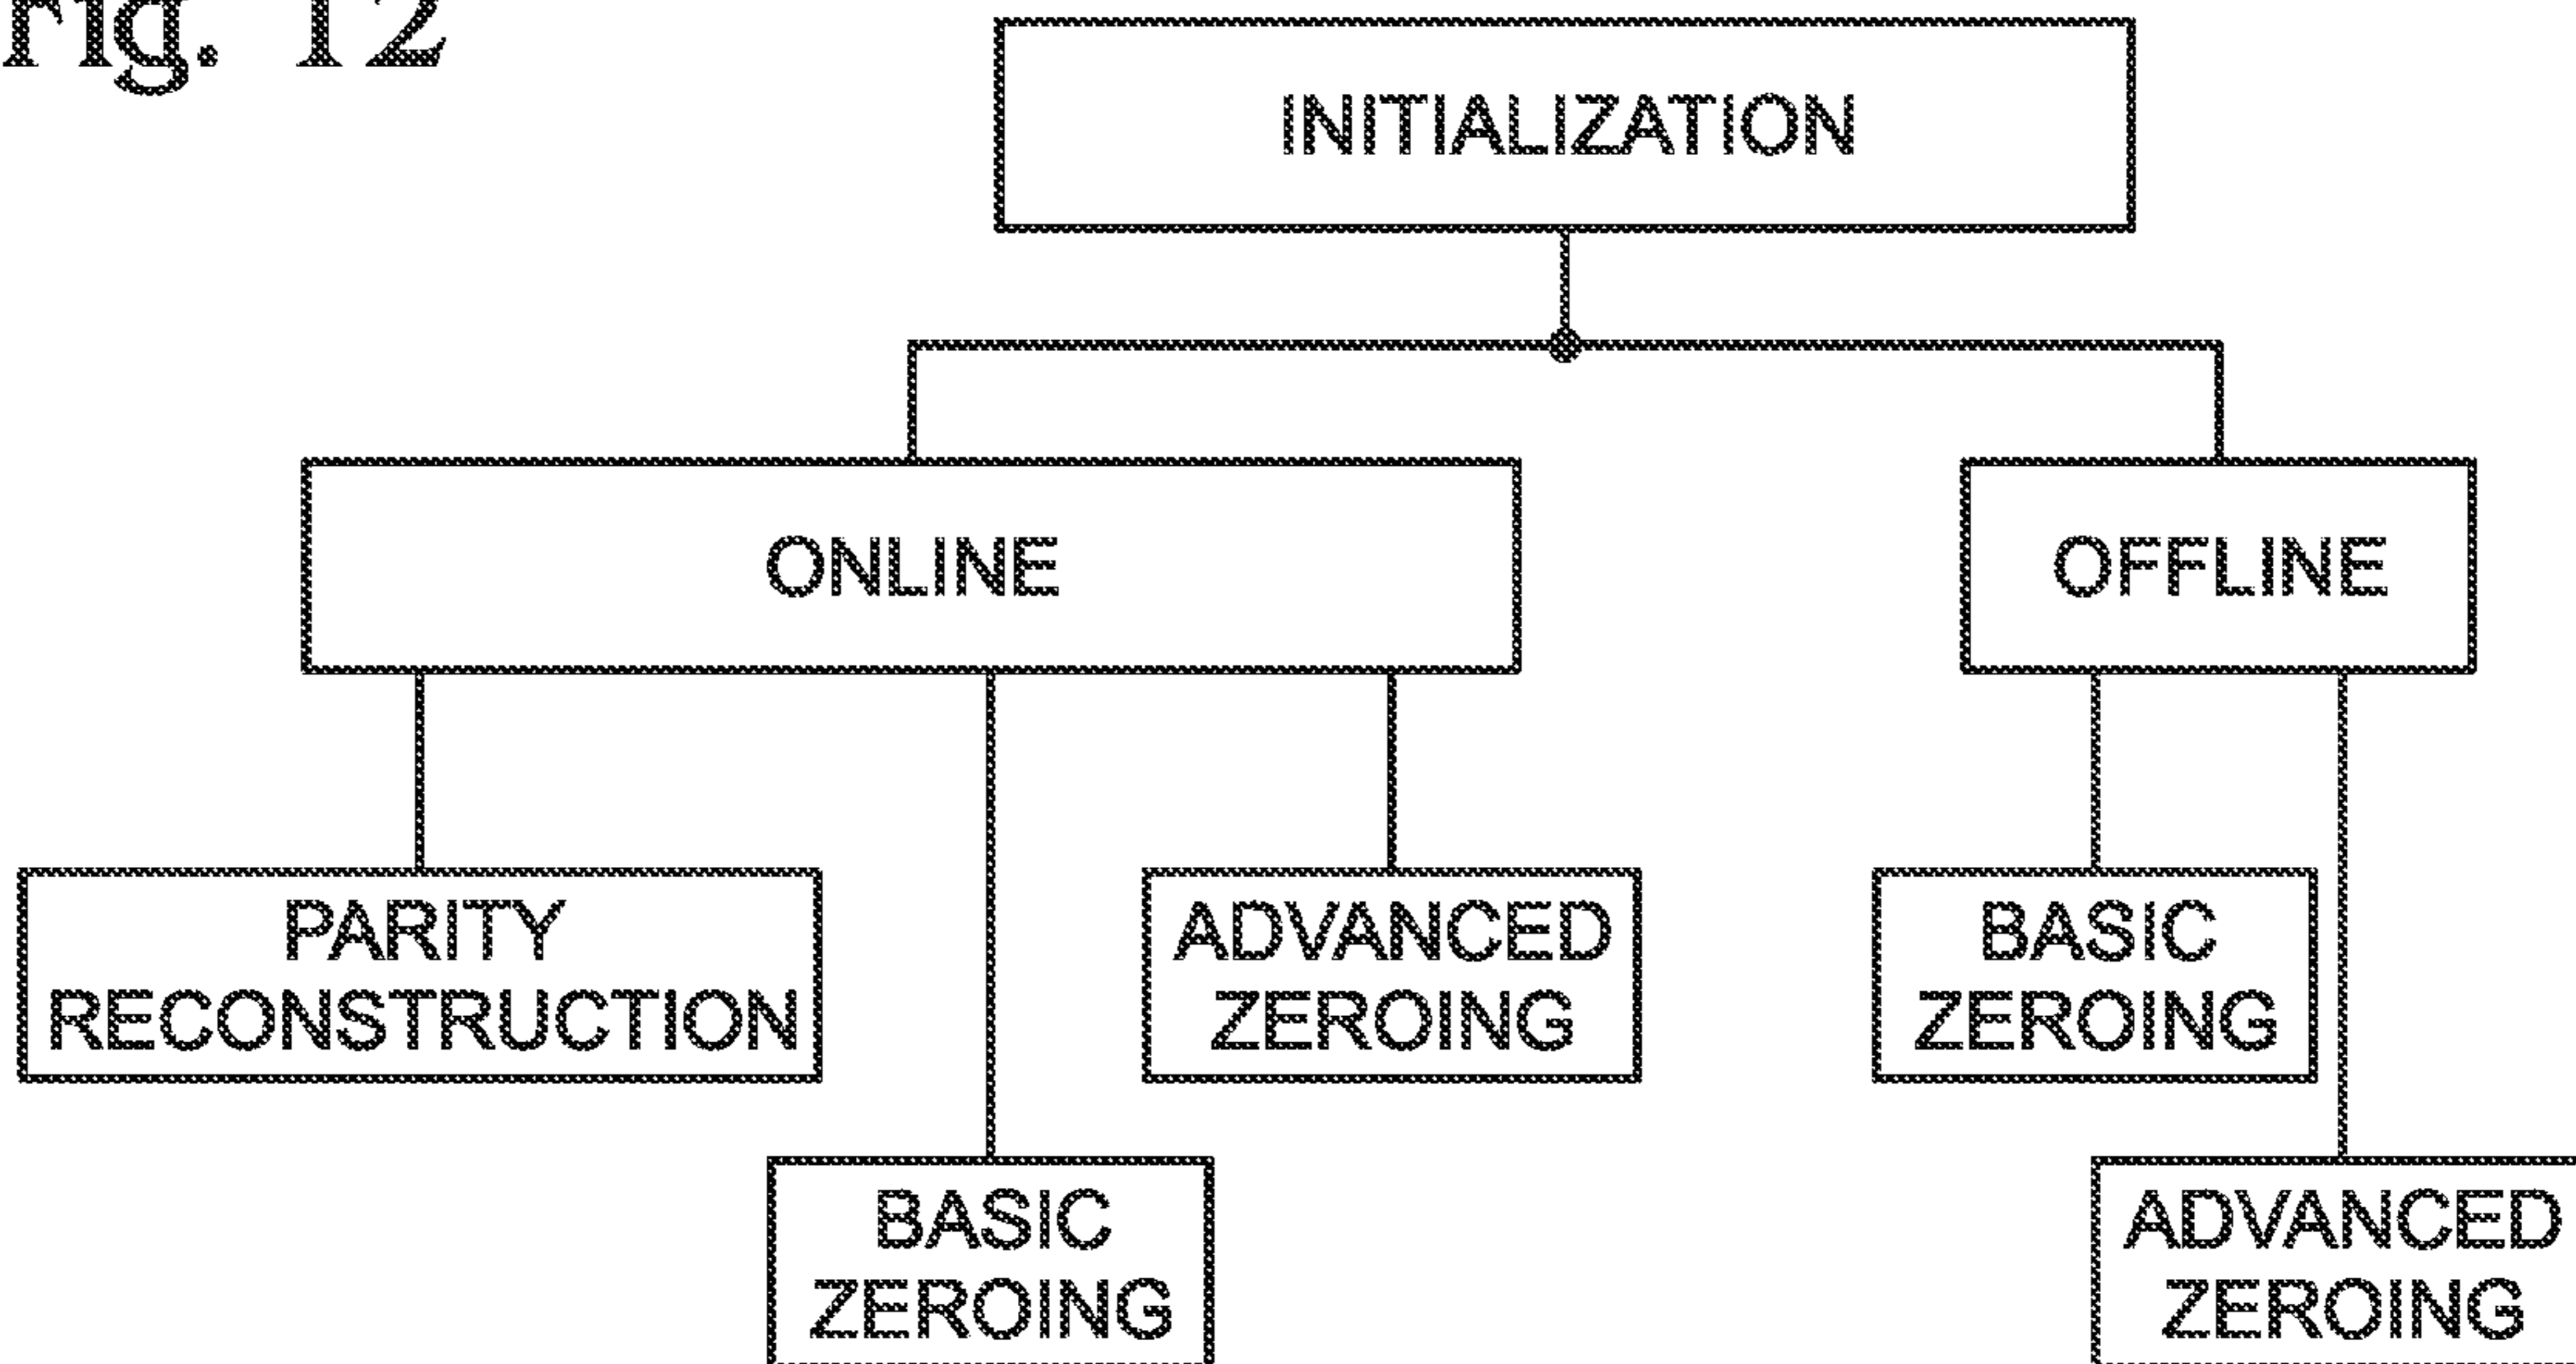 Fig. 12
INITIALIZATION
ONLINE
OFFLINE
PARITY
RECONSTRUCTION
ADVANCED
ZEROING
BASIC
ZEROING
BASIC
ZEROING
ADVANCED
ZEROING